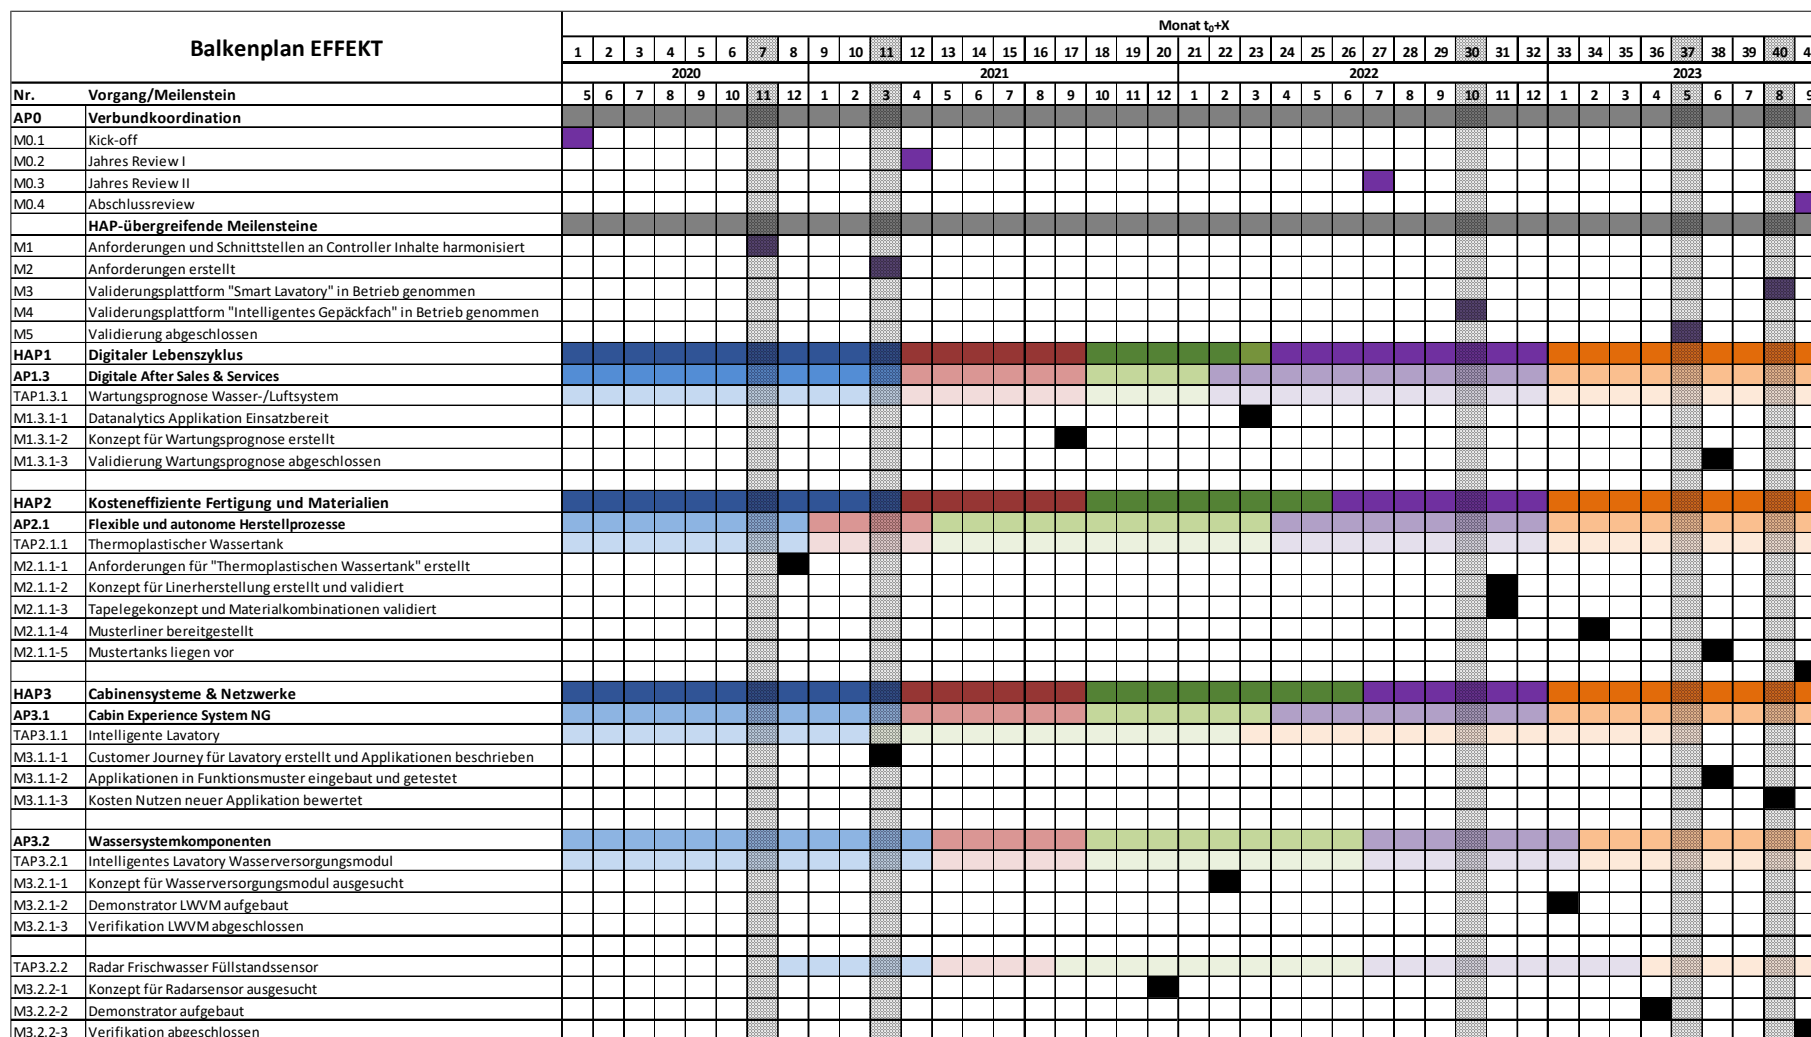 Monat t₀+X
Balkenplan EFFEKT
1 2 3 4 5 6 7 8 9 10 11 12 13 14 15 16 17 18 19 20 21 22 23 24 25 26 27 28 29 30 31 32 33 34 35 36 37 38 39 40
2020 2021 2022 2023
Nr. Vorgang/Meilenstein 5 6 7 8 9 10 11 12 1 2 3 4 5 6 7 8 9 10 11 12 1 2 3 4 5 6 7 8 9 10 11 12 1 2 3 4 5 6 7 8 9
AP0 Verbundkoordination
M0.1 Kick-off
M0.2 Jahres Review I
M0.3 Jahres Review II
M0.4 Abschlussreview
HAP-übergreifende Meilensteine
M1 Anforderungen und Schnittstellen an Controller Inhalte harmonisiert
M2 Anforderungen erstellt
M3 Validerungsplattform "Smart Lavatory" in Betrieb genommen
M4 Validerungsplattform "Intelligentes Gepäckfach" in Betrieb genommen
M5 Validierung abgeschlossen
HAP1 Digitaler Lebenszyklus
AP1.3 Digitale After Sales & Services
TAP1.3.1 Wartungsprognose Wasser-/Luftsystem
M1.3.1-1 Datanalytics Applikation Einsatzbereit
M1.3.1-2 Konzept für Wartungsprognose erstellt
M1.3.1-3 Validierung Wartungsprognose abgeschlossen
HAP2 Kosteneffiziente Fertigung und Materialien
AP2.1 Flexible und autonome Herstellprozesse
TAP2.1.1 Thermoplastischer Wassertank
M2.1.1-1 Anforderungen für "Thermoplastischen Wassertank" erstellt
M2.1.1-2 Konzept für Linerherstellung erstellt und validiert
M2.1.1-3 Tapelegekonzept und Materialkombinationen validiert
M2.1.1-4 Musterliner bereitgestellt
M2.1.1-5 Mustertanks liegen vor
HAP3 Cabinensysteme & Netzwerke
AP3.1 Cabin Experience System NG
TAP3.1.1 Intelligente Lavatory
M3.1.1-1 Customer Journey für Lavatory erstellt und Applikationen beschrieben
M3.1.1-2 Applikationen in Funktionsmuster eingebaut und getestet
M3.1.1-3 Kosten Nutzen neuer Applikation bewertet
AP3.2 Wassersystemkomponenten
TAP3.2.1 Intelligentes Lavatory Wasserversorgungsmodul
M3.2.1-1 Konzept für Wasserversorgungsmodul ausgesucht
M3.2.1-2 Demonstrator LWVM aufgebaut
M3.2.1-3 Verifikation LWVM abgeschlossen
TAP3.2.2 Radar Frischwasser Füllstandssensor
M3.2.2-1 Konzept für Radarsensor ausgesucht
M3.2.2-2 Demonstrator aufgebaut
M3.2.2-3 Verifikation abgeschlossen